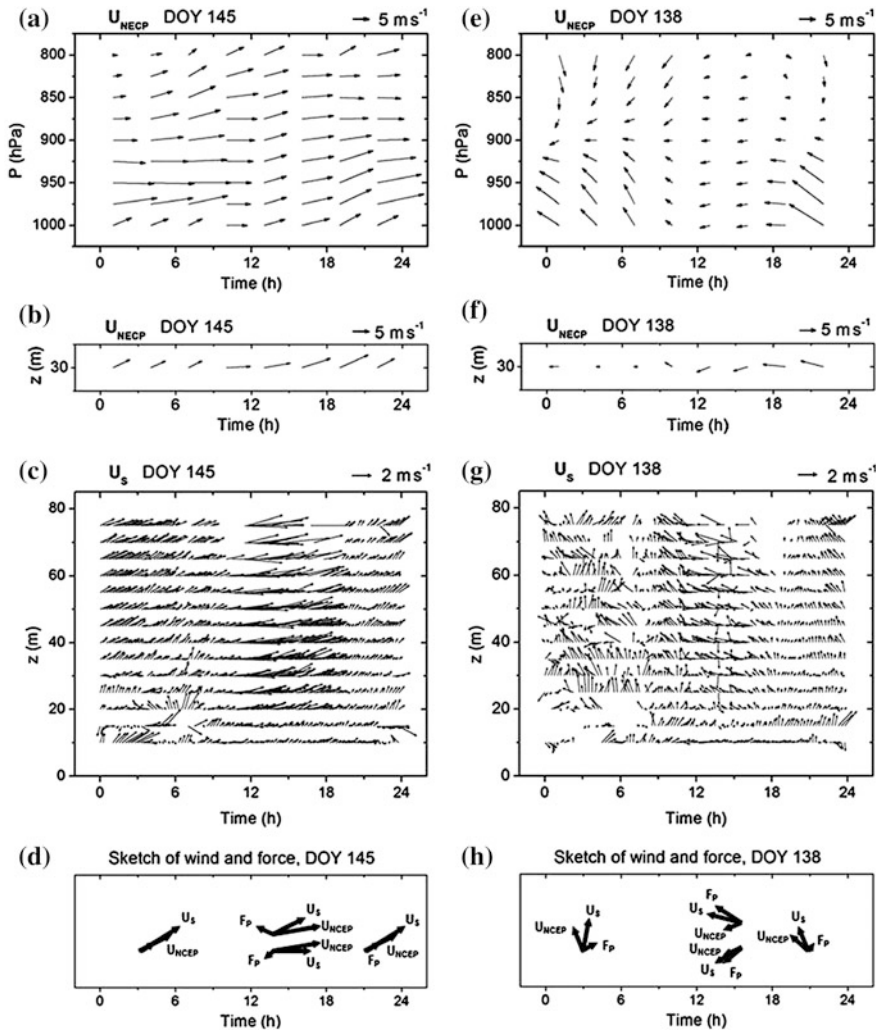 (a) U_NECP DOY 145 5 m s⁻¹
P (hPa)
800
850
900
950
1000
0 6 12 18 24
Time (h)
(e) U_NECP DOY 138 5 m s⁻¹
P (hPa)
800
850
900
950
1000
0 6 12 18 24
Time (h)
(b) U_NECP DOY 145 5 m s⁻¹
z (m)
30
0 6 12 18 24
Time (h)
(f) U_NECP DOY 138 5 m s⁻¹
z (m)
30
0 6 12 18 24
Time (h)
(c) U_S DOY 145 2 m s⁻¹
z (m)
80
60
40
20
0
0 6 12 18 24
Time (h)
(g) U_S DOY 138 2 m s⁻¹
z (m)
80
60
40
20
0
0 6 12 18 24
Time (h)
(d) Sketch of wind and force, DOY 145
U_S
U_NCEP
F_P
U_S
U_NCEP
U_NCEP
F_P
U_S
U_S
U_NCEP
F_P
0 6 12 18 24
Time (h)
(h) Sketch of wind and force, DOY 138
U_NCEP
U_S
F_P
F_P
U_S
U_NCEP
U_NCEP
U_S
F_P
U_S
U_NCEP
F_P
0 6 12 18 24
Time (h)